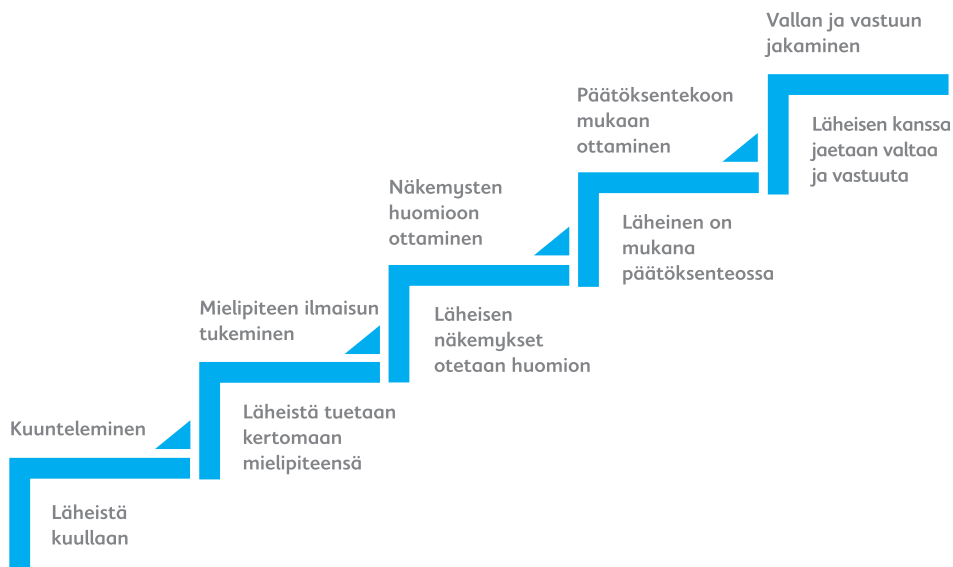 Kuunteleminen
Läheistä
kuullaan
Mielipiteen ilmaisun
tukeminen
Läheistä tuetaan
kertomaan
mielipiteensä
Näkemysten
huomioon
ottaminen
Läheisen
näkemykset
otetaan huomion
Päätöksentekoon
mukaan
ottaminen
Läheinen on
mukana
päätöksenteossa
Vallan ja vastuun
jakaminen
Läheisen kanssa
jaetaan valtaa
ja vastuuta